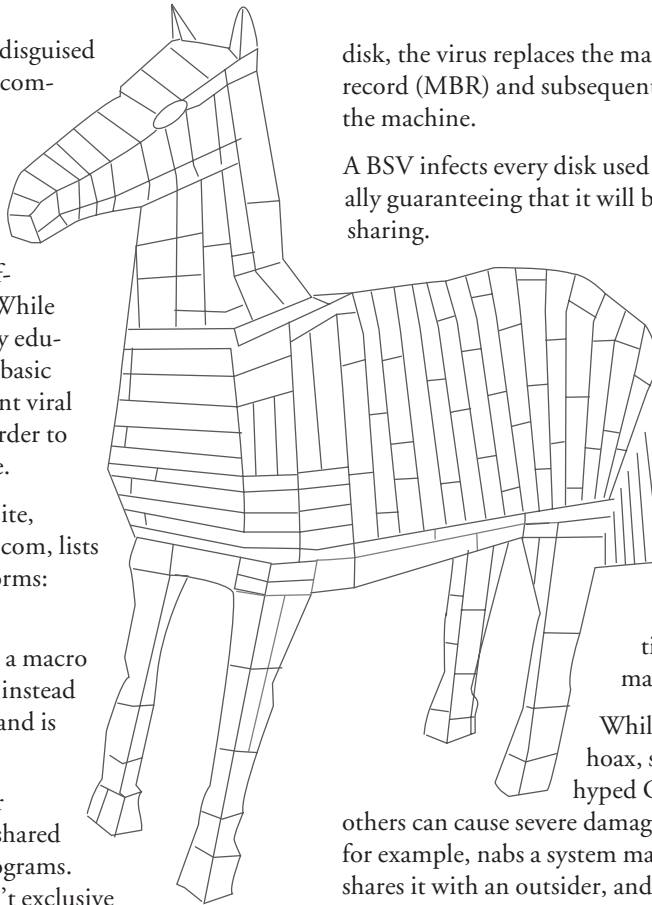 disguised
com-
f-
While
y edu-
basic
nt viral
rder to
e.
ite,
com, lists
orms:
a macro
instead
and is
r
shared
ograms.
't exclusive
disk, the virus replaces the ma
record (MBR) and subsequent
the machine.
A BSV infects every disk used
ally guaranteeing that it will b
sharing.
ti
ma
Whil
hoax, s
hyped G
others can cause severe damag
for example, nabs a system ma
shares it with an outsider, and